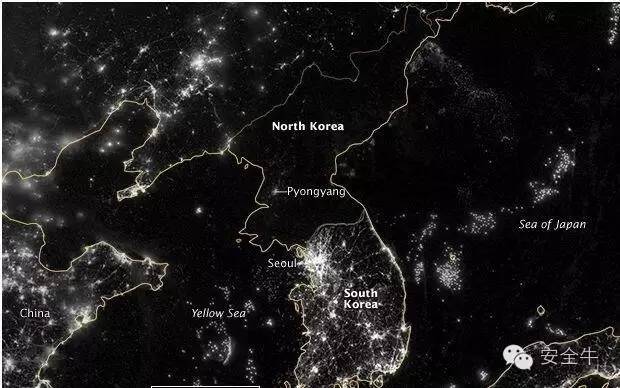 North Korea
Pyongyang
Sea of Japan
Seoul
South
Korea
China
Yellow Sea
安全牛